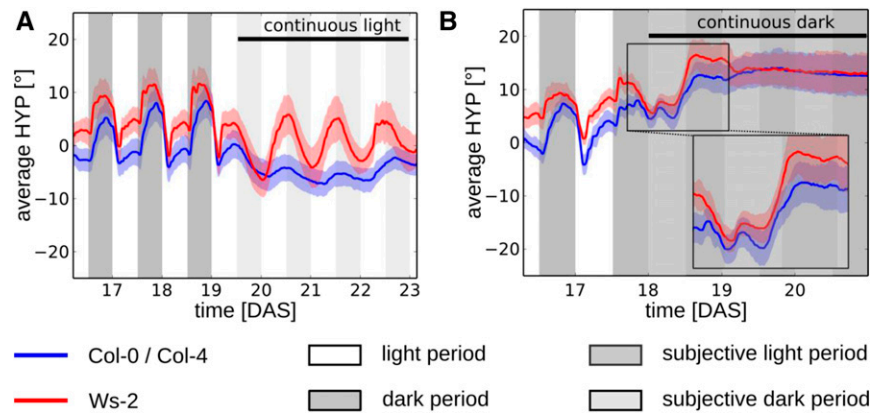 A
continuous light
average HYP [°]
20
10
0
−10
−20
17
18
19
20
21
22
23
time [DAS]
B
continuous dark
average HYP [°]
20
10
0
−10
−20
17
18
19
20
time [DAS]
Col-0 / Col-4
light period
subjective light period
Ws-2
dark period
subjective dark period